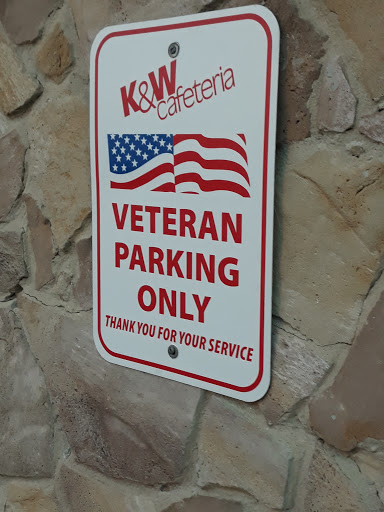 K&W
cafeteria
VETERAN
PARKING
ONLY
THANK YOU FOR YOUR SERVICE